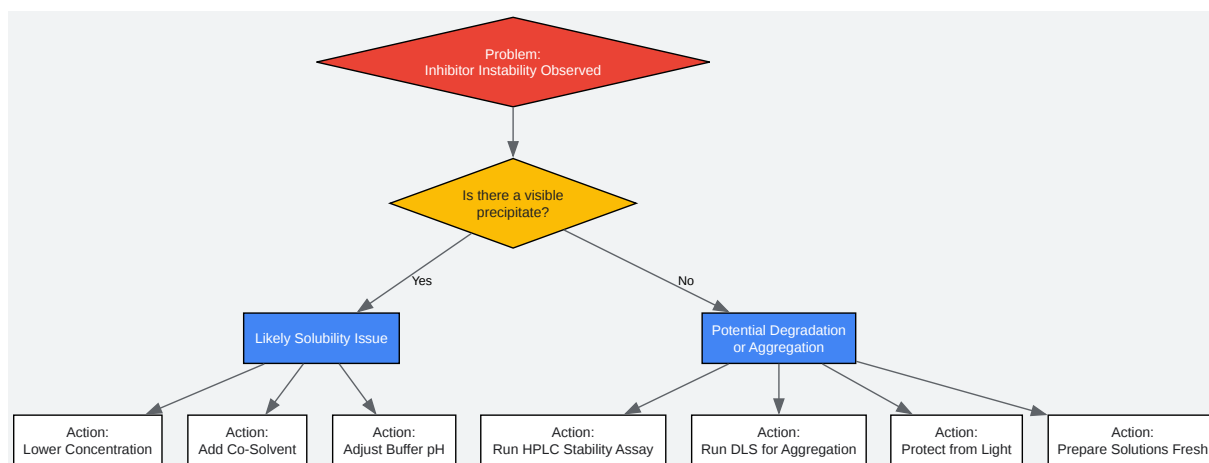 Problem:
Inhibitor Instability Observed
Is there a visible
precipitate?
Yes
No
Likely Solubility Issue
Potential Degradation
or Aggregation
Action:
Lower Concentration
Action:
Add Co-Solvent
Action:
Adjust Buffer pH
Action:
Run HPLC Stability Assay
Action:
Run DLS for Aggregation
Action:
Protect from Light
Action:
Prepare Solutions Fresh